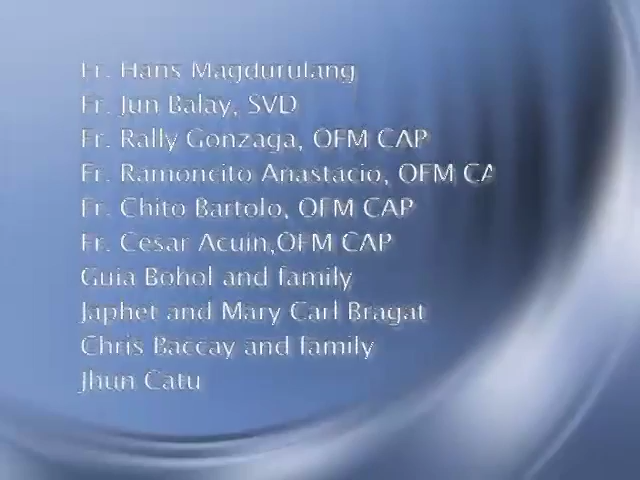 Fr. Hans Magdurulang
Fr. Jun Balay, SVD
Fr. Rally Gonzaga, OFM CAP
Fr. Ramoncito Anastacio, OFM CA
Fr. Chito Bartolo, OFM CAP
Fr. Cesar Acuin,OFM CAP
Guia Bohol and family
Japhet and Mary Carl Bragat
Chris Baccay and family
Jhun Catu